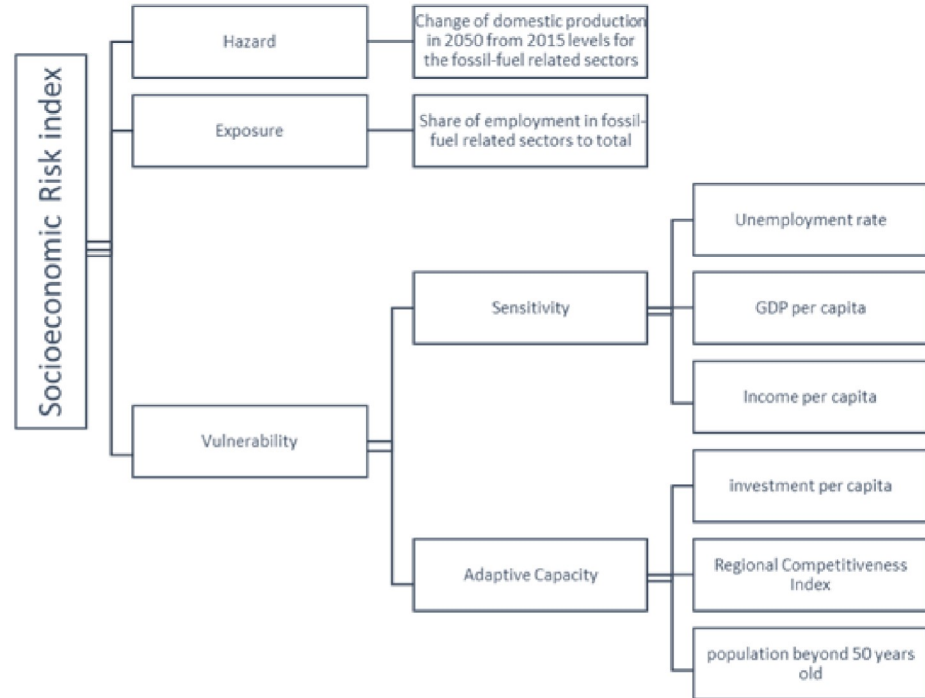 Socioeconomic Risk index
Hazard
Change of domestic production
in 2050 from 2015 levels for
the fossil-fuel related sectors
Exposure
Share of employment in fossil-
fuel related sectors to total
Vulnerability
Sensitivity
Unemployment rate
GDP per capita
Income per capita
Adaptive Capacity
investment per capita
Regional Competitiveness
Index
population beyond 50 years
old